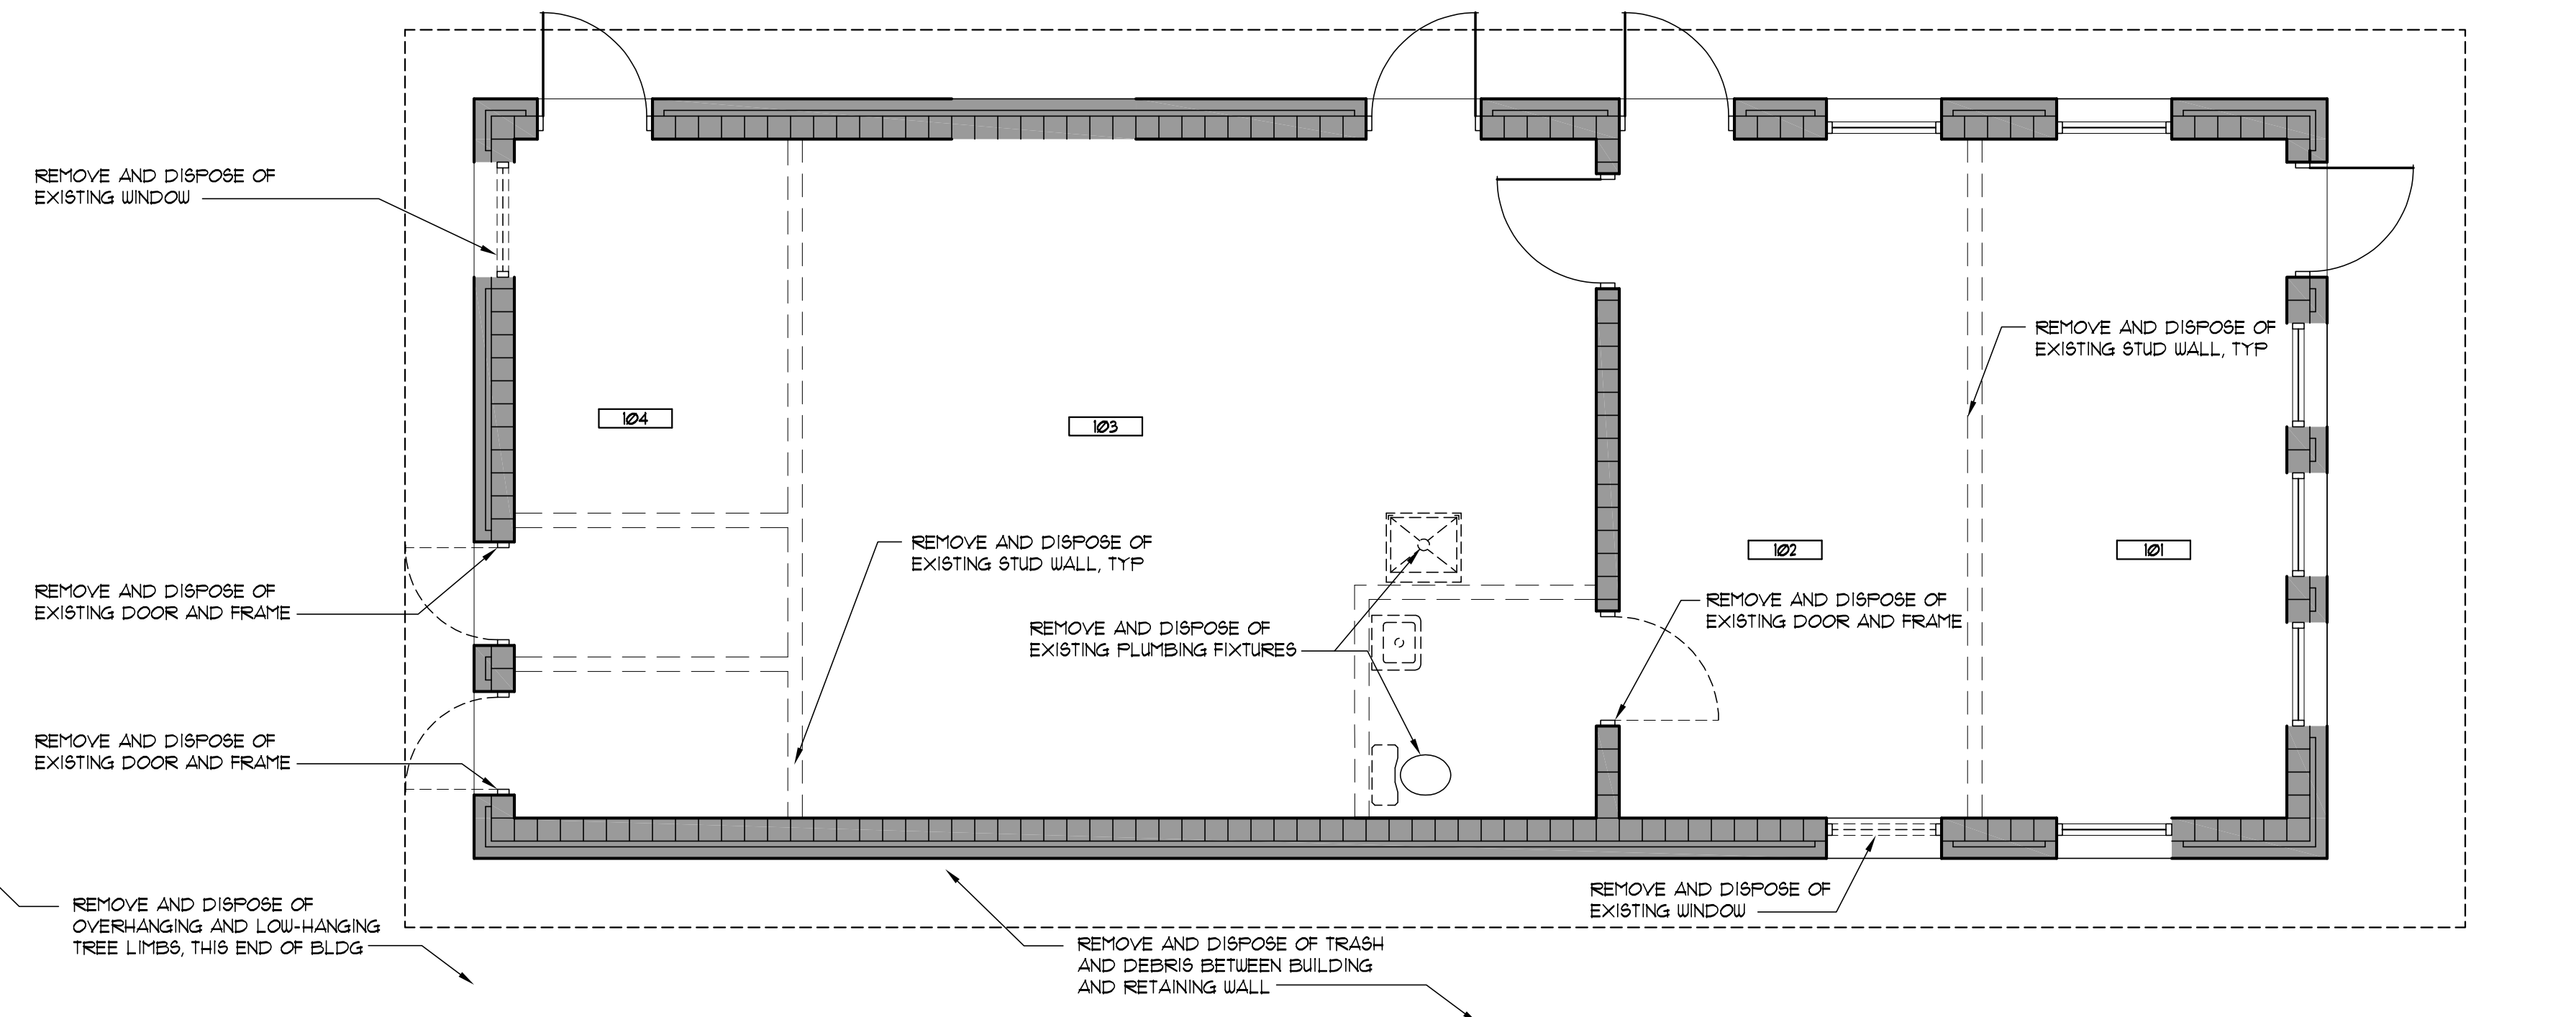 REMOVE AND DISPOSE OF
EXISTING WINDOW
REMOVE AND DISPOSE OF
EXISTING STUD WALL, TYP
104
103
REMOVE AND DISPOSE OF
EXISTING STUD WALL, TYP
102
101
REMOVE AND DISPOSE OF
EXISTING DOOR AND FRAME
REMOVE AND DISPOSE OF
EXISTING PLUMBING FIXTURES
REMOVE AND DISPOSE OF
EXISTING DOOR AND FRAME
REMOVE AND DISPOSE OF
EXISTING DOOR AND FRAME
REMOVE AND DISPOSE OF
OVERHANGING AND LOW-HANGING
TREE LIMBS, THIS END OF BLDG
REMOVE AND DISPOSE OF
EXISTING WINDOW
REMOVE AND DISPOSE OF TRASH
AND DEBRIS BETWEEN BUILDING
AND RETAINING WALL